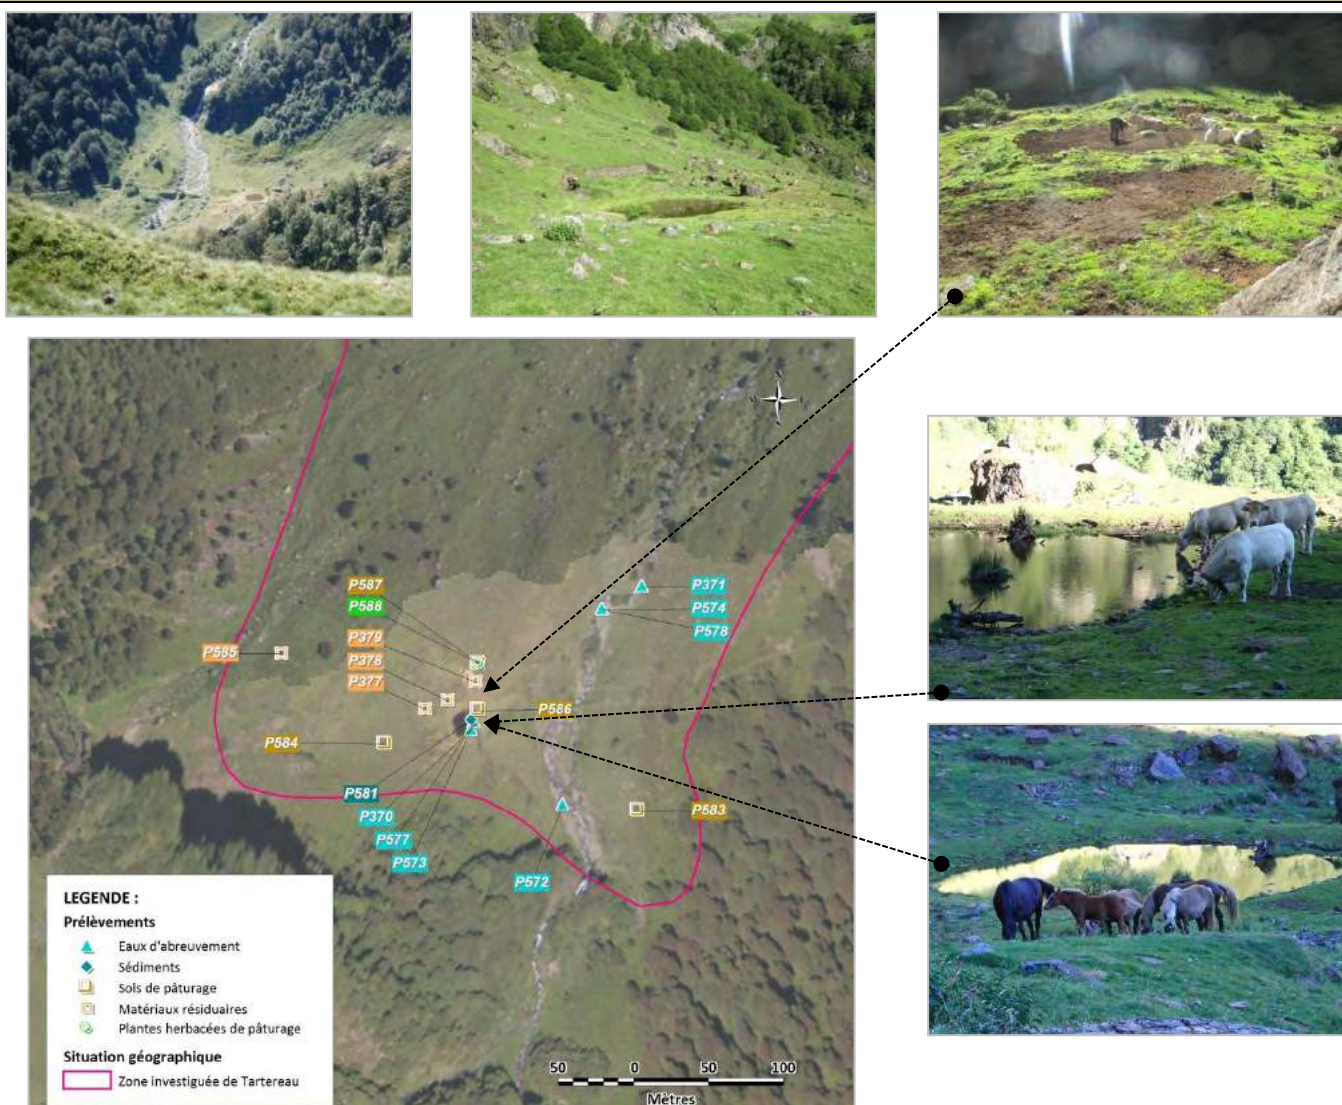 P587
P588
P379
P378
P377
P585
P584
P371
P574
P578
P586
P583
P581
P370
P577
P573
P572
LEGENDE :
Prélèvements
Eaux d'abreuvement
Sédiments
Sols de pâturage
Matériaux résiduaires
Plantes herbacées de pâturage
Situation géographique
Zone investiguée de Tartereau
50 0 50 100
Mètres